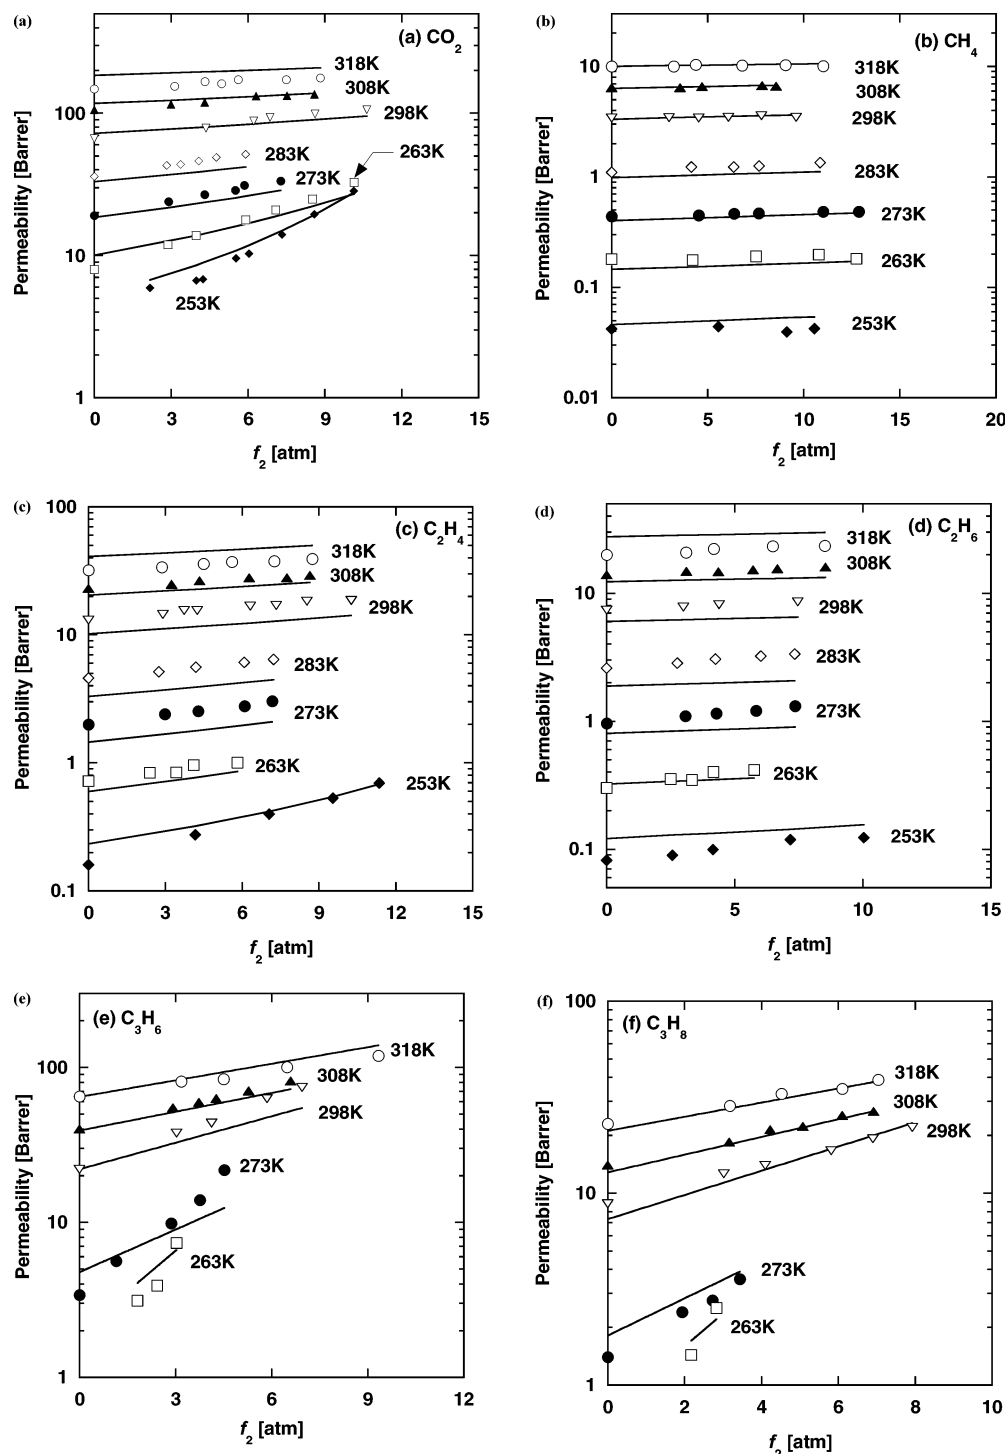 (a)
(a) CO2
Permeability [Barrer]
100
10
1
318K
308K
298K
283K
263K
273K
253K
0 3 6 9 12 15
f2 [atm]
(b)
(b) CH4
Permeability [Barrer]
10
1
0.1
0.01
318K
308K
298K
283K
273K
263K
253K
0 5 10 15 20
f2 [atm]
(c)
(c) C2H4
Permeability [Barrer]
100
10
1
0.1
318K
308K
298K
283K
273K
263K
253K
0 3 6 9 12 15
f2 [atm]
(d)
(d) C2H6
Permeability [Barrer]
10
1
0.1
318K
308K
298K
283K
273K
263K
253K
0 5 10 15
f2 [atm]
(e)
(e) C3H6
Permeability [Barrer]
100
10
1
318K
308K
298K
273K
263K
0 3 6 9 12
f2 [atm]
(f)
(f) C3H8
Permeability [Barrer]
100
10
1
318K
308K
298K
273K
263K
0 2 4 6 8 10
f2 [atm]